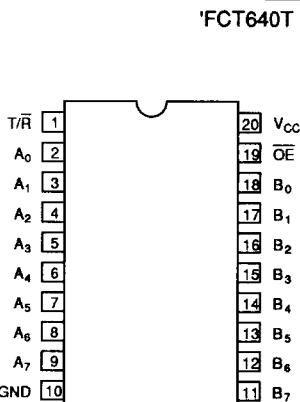 'FCT640T
T/R̅ 1 20 VCC
A0 2 19 O̅E̅
A1 3 18 B0
A2 4 17 B1
A3 5 16 B2
A4 6 15 B3
A5 7 14 B4
A6 8 13 B5
A7 9 12 B6
GND 10 11 B7